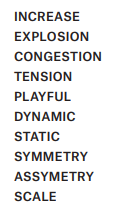 INCREASE
EXPLOSION
CONGESTION
TENSION
PLAYFUL
DYNAMIC
STATIC
SYMMETRY
ASSYMETRY
SCALE